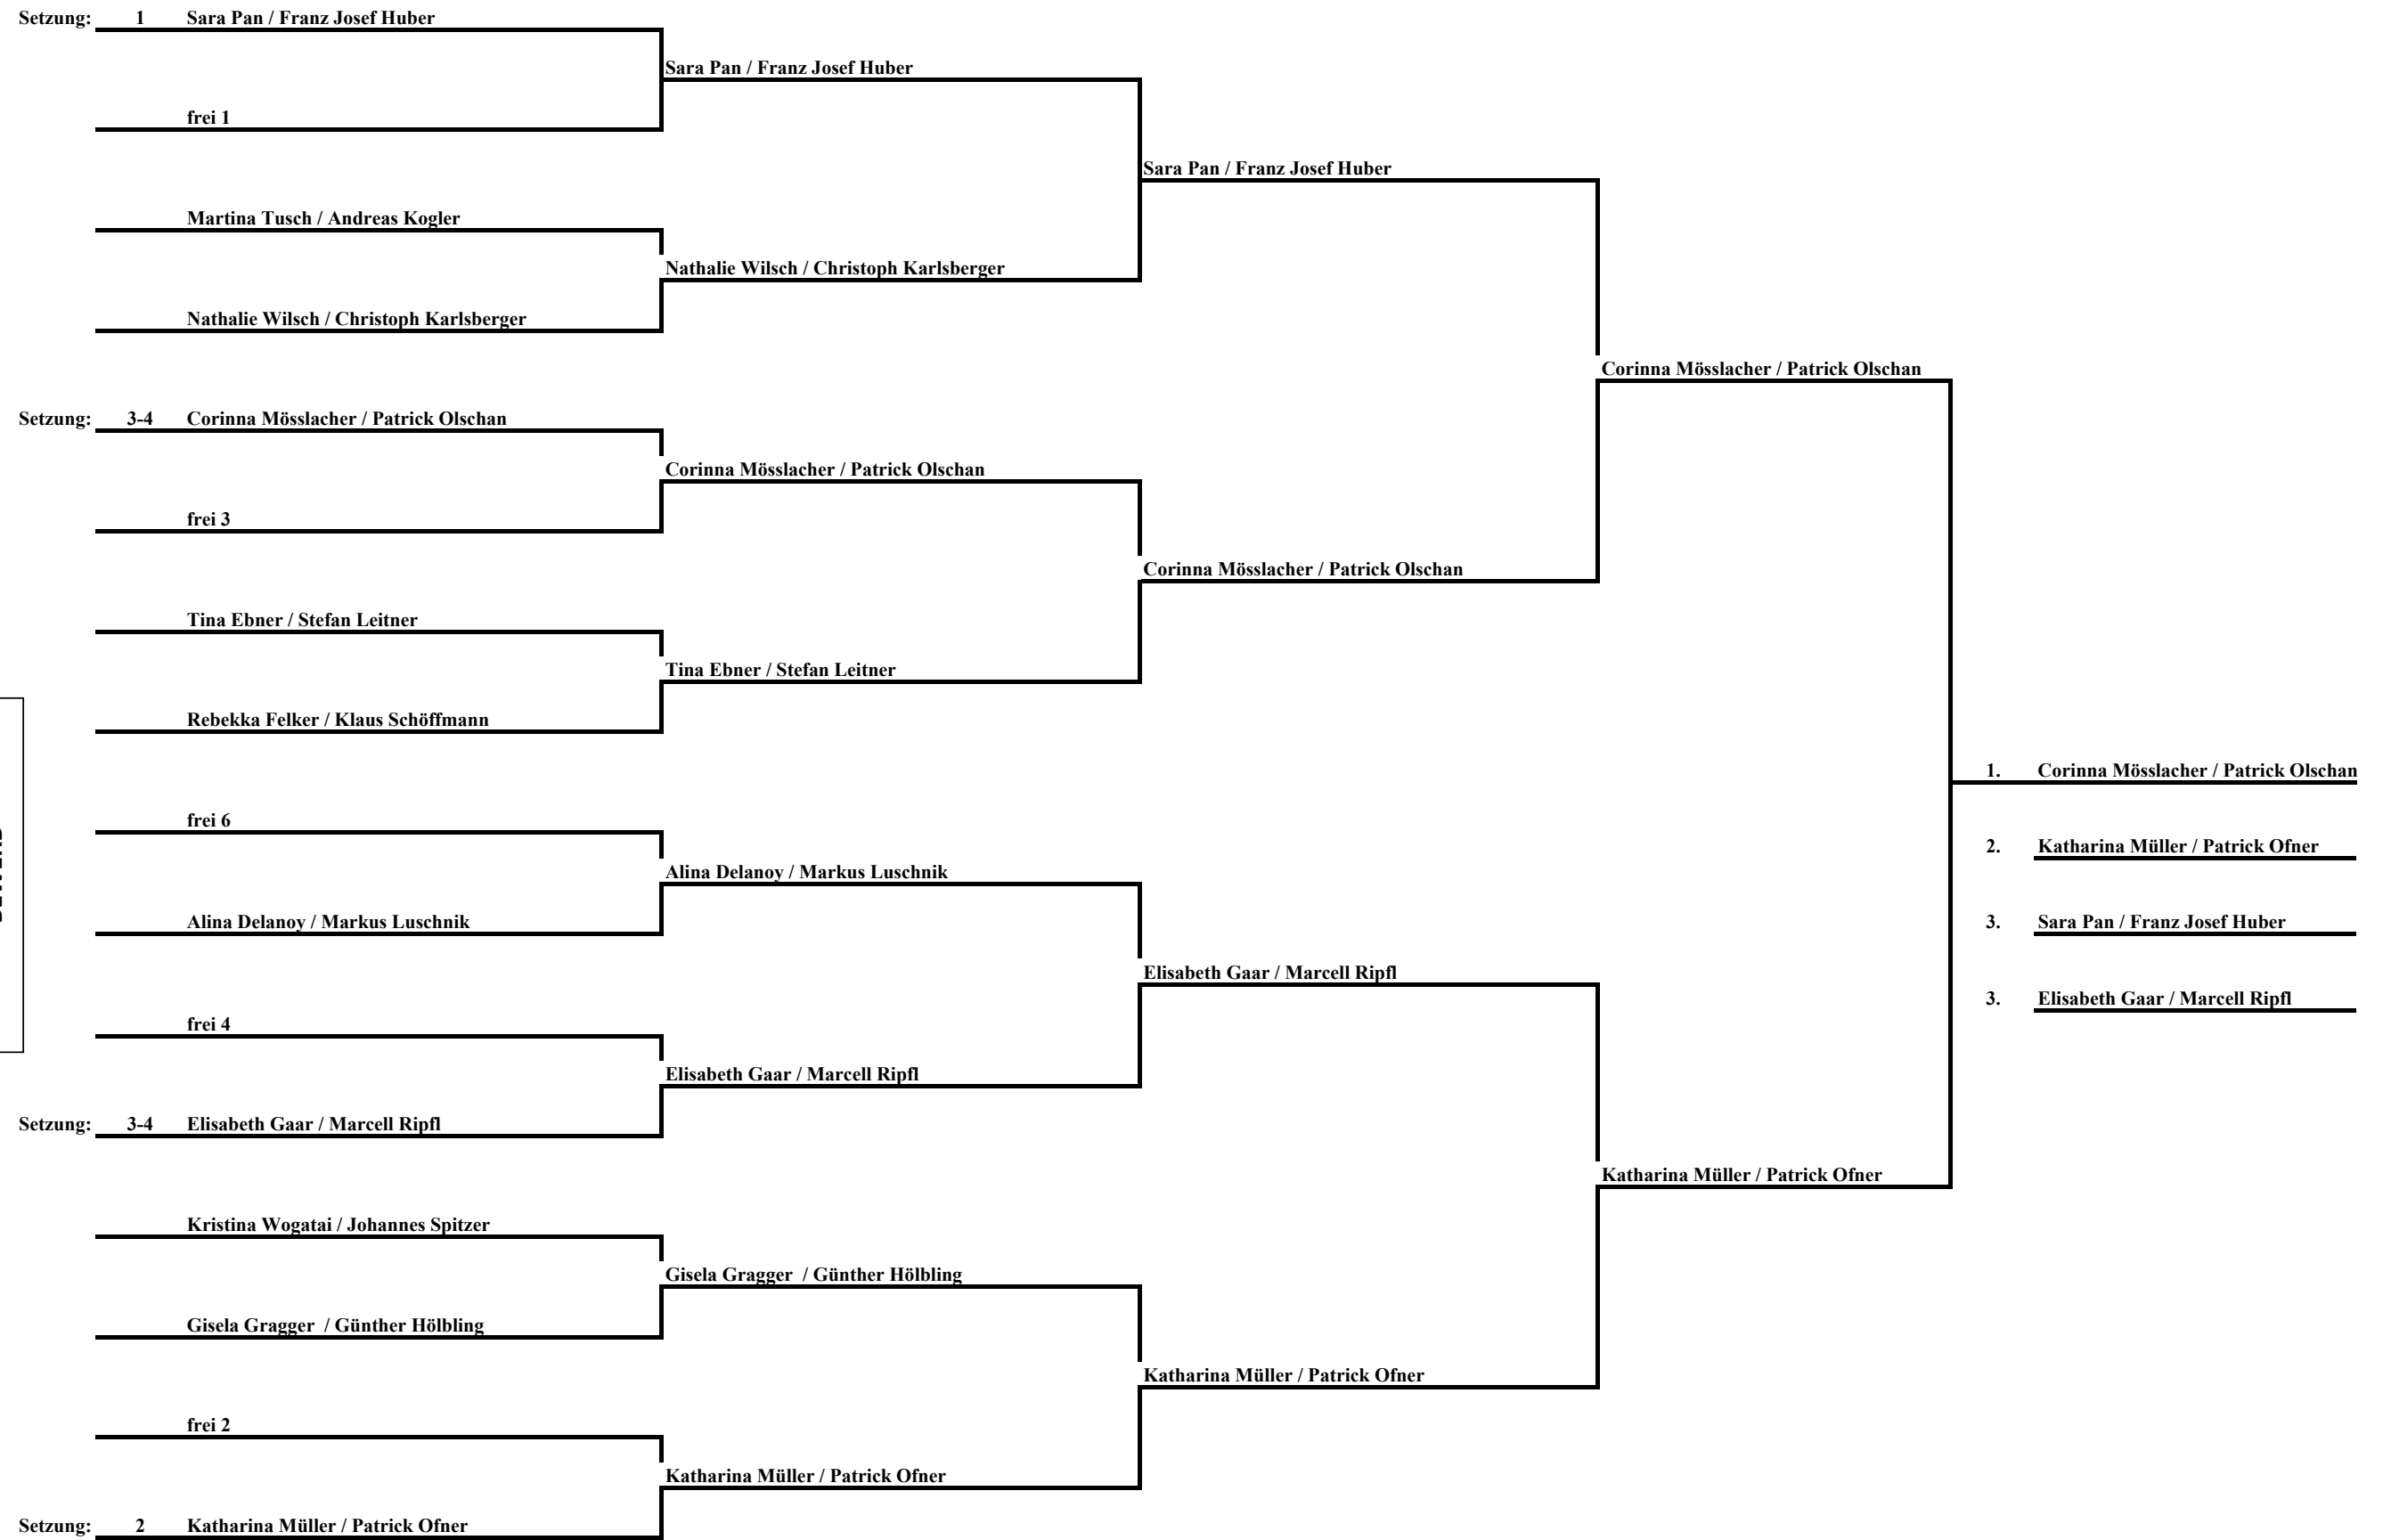 Setzung: 1 Sara Pan / Franz Josef Huber
Sara Pan / Franz Josef Huber
frei 1
Sara Pan / Franz Josef Huber
Martina Tusch / Andreas Kogler
Nathalie Wilsch / Christoph Karlsberger
Nathalie Wilsch / Christoph Karlsberger
Corinna Mösslacher / Patrick Olschan
Setzung: 3-4 Corinna Mösslacher / Patrick Olschan
Corinna Mösslacher / Patrick Olschan
frei 3
Corinna Mösslacher / Patrick Olschan
Tina Ebner / Stefan Leitner
Tina Ebner / Stefan Leitner
Rebekka Felker / Klaus Schöffmann
1. Corinna Mösslacher / Patrick Olschan
frei 6
2. Katharina Müller / Patrick Ofner
Alina Delanoy / Markus Luschnik
Alina Delanoy / Markus Luschnik
3. Sara Pan / Franz Josef Huber
Elisabeth Gaar / Marcell Ripfl
3. Elisabeth Gaar / Marcell Ripfl
frei 4
Elisabeth Gaar / Marcell Ripfl
Setzung: 3-4 Elisabeth Gaar / Marcell Ripfl
Katharina Müller / Patrick Ofner
Kristina Wogatai / Johannes Spitzer
Gisela Gragger / Günther Hölbling
Gisela Gragger / Günther Hölbling
Katharina Müller / Patrick Ofner
frei 2
Katharina Müller / Patrick Ofner
Setzung: 2 Katharina Müller / Patrick Ofner